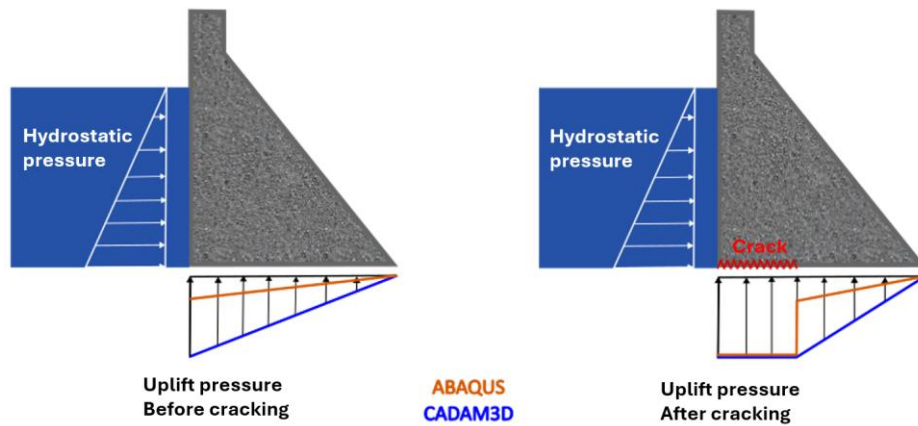 Hydrostatic
pressure
Hydrostatic
pressure
Crack
Uplift pressure
Before cracking
ABAQUS
CADAM3D
Uplift pressure
After cracking